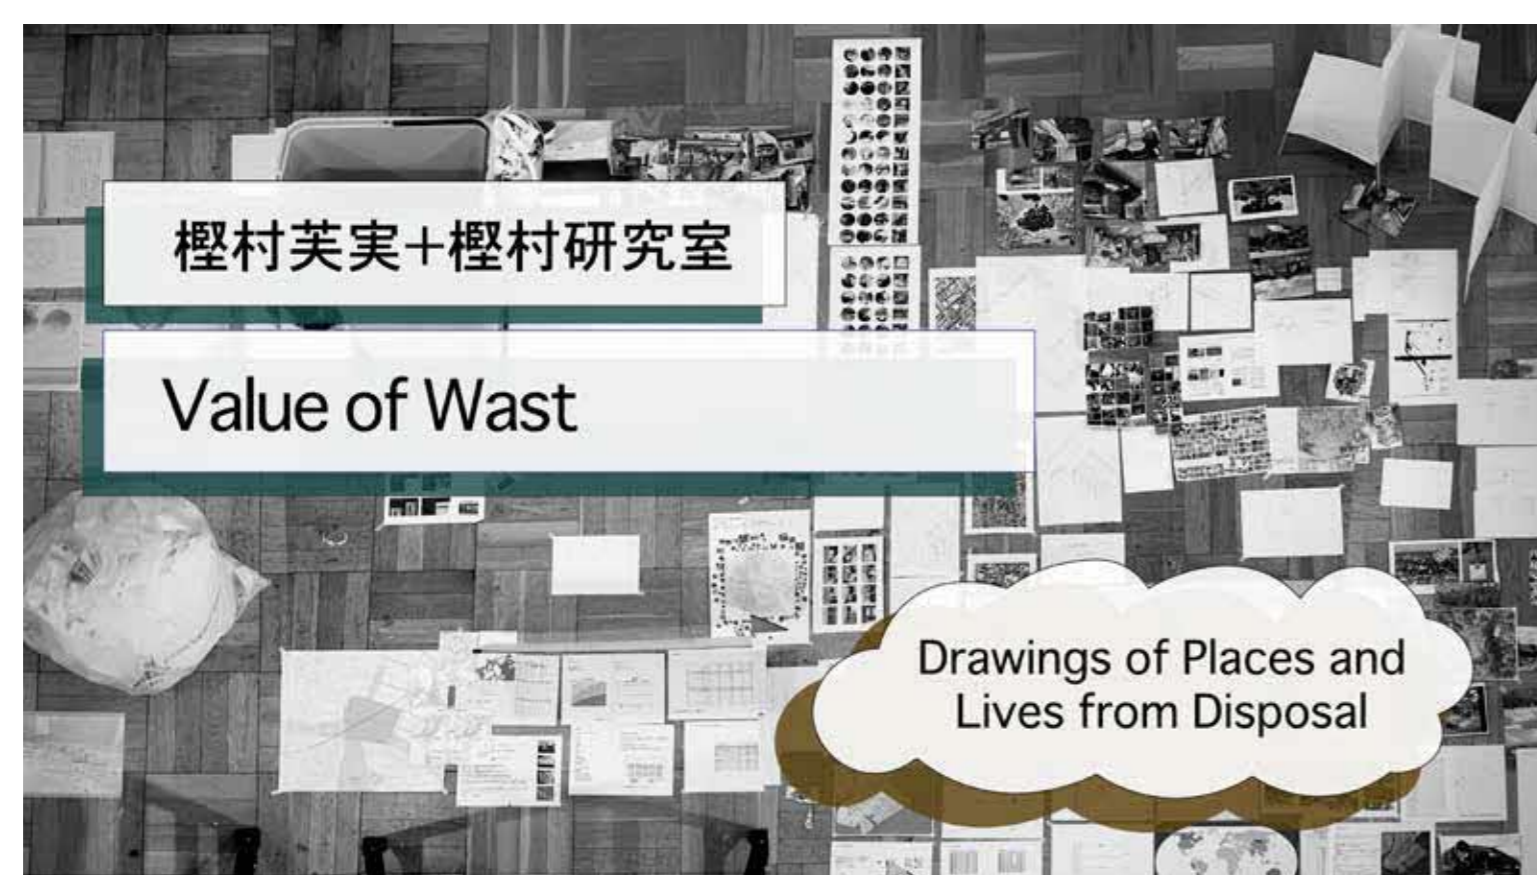 樫村芙実+樫村研究室
Value of Wast
Drawings of Places and
Lives from Disposal